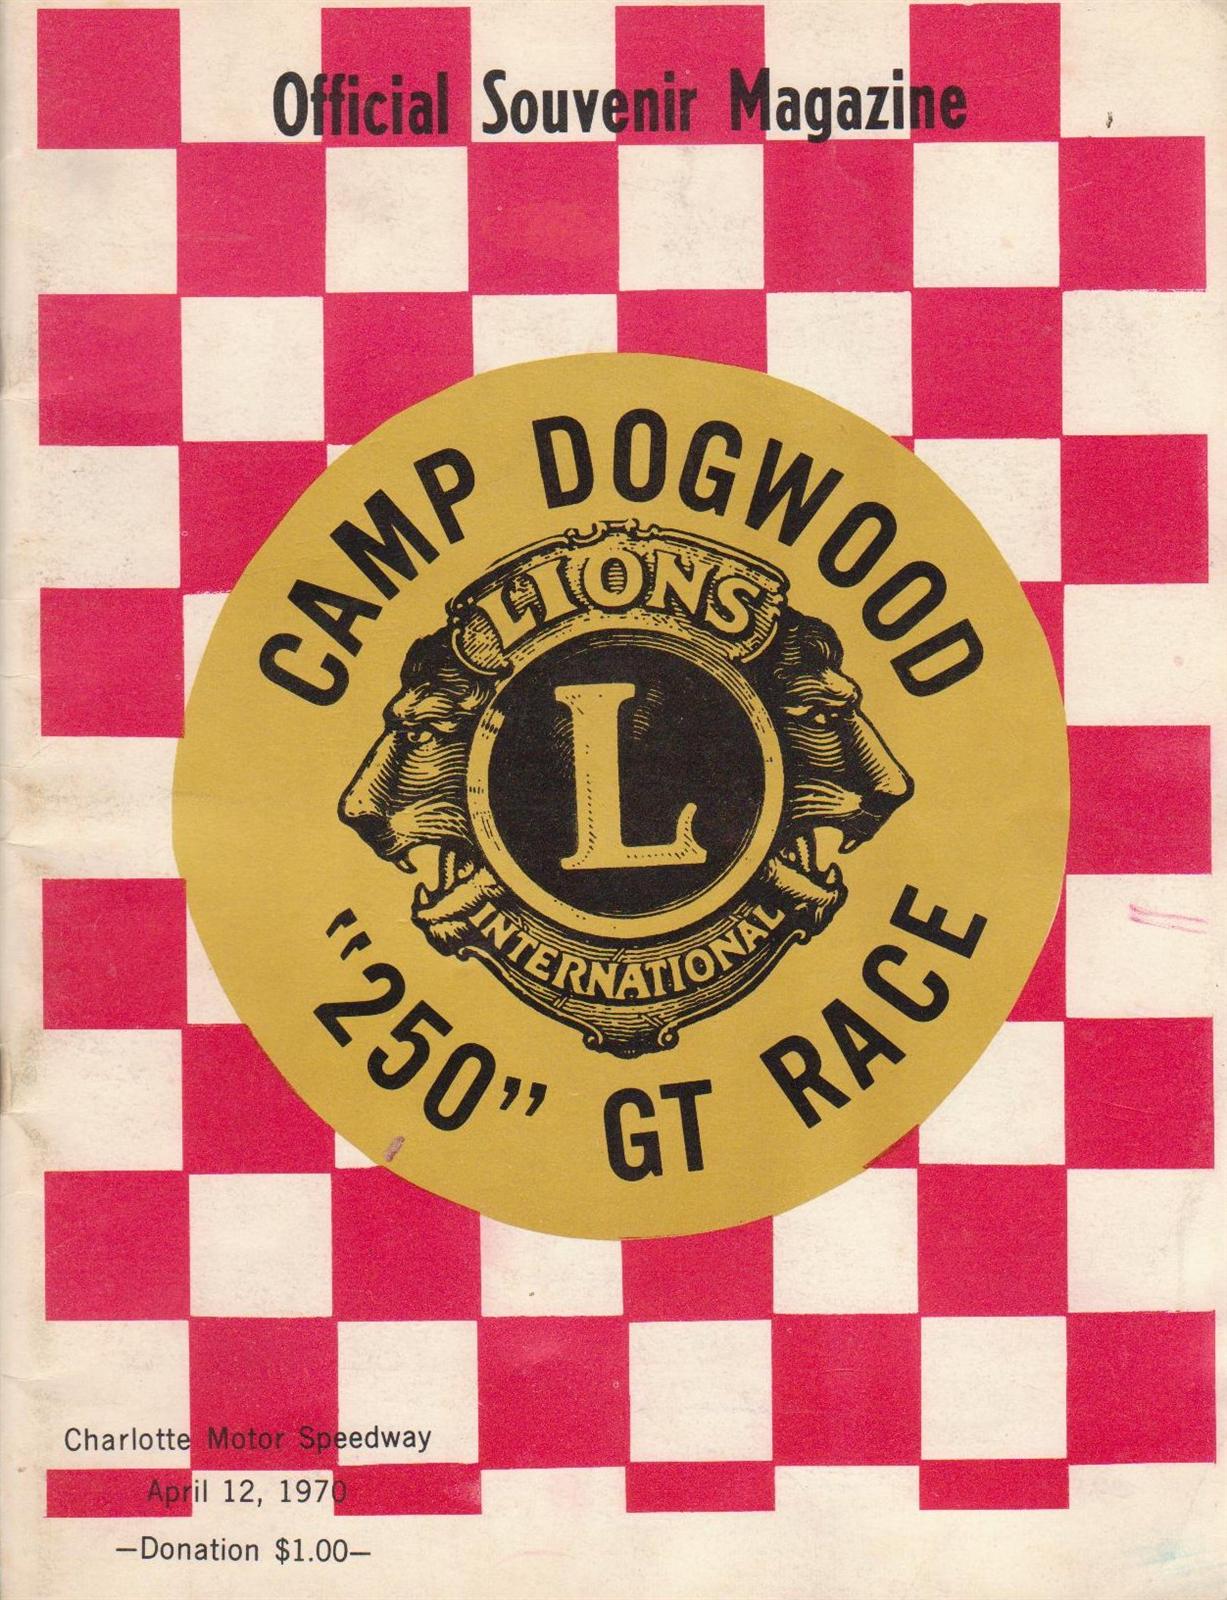 Official Souvenir Magazine
CAMP DOGWOOD
LIONS
L
INTERNATIONAL
“250” GT RACE
Charlotte Motor Speedway
April 12, 1970
—Donation $1.00—